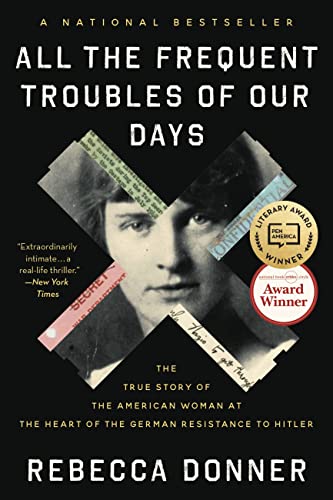 A NATIONAL BESTSELLER
ALL THE FREQUENT
TROUBLES OF OUR
DAYS
CONFIDENTIAL
LITERARY AWARD
PEN
AMERICA
WINNER
"Extraordinarily
intimate...a
real-life thriller."
—New York
Times
Award
Winner
SECRET
THE
TRUE STORY OF
THE AMERICAN WOMAN AT
THE HEART OF THE GERMAN RESISTANCE TO HITLER
REBECCA DONNER